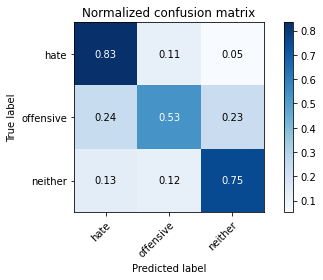 Normalized confusion matrix
True label
hate
0.83 0.11 0.05
offensive
0.24 0.53 0.23
neither
0.13 0.12 0.75
hate offensive neither
Predicted label
0.8
0.7
0.6
0.5
0.4
0.3
0.2
0.1